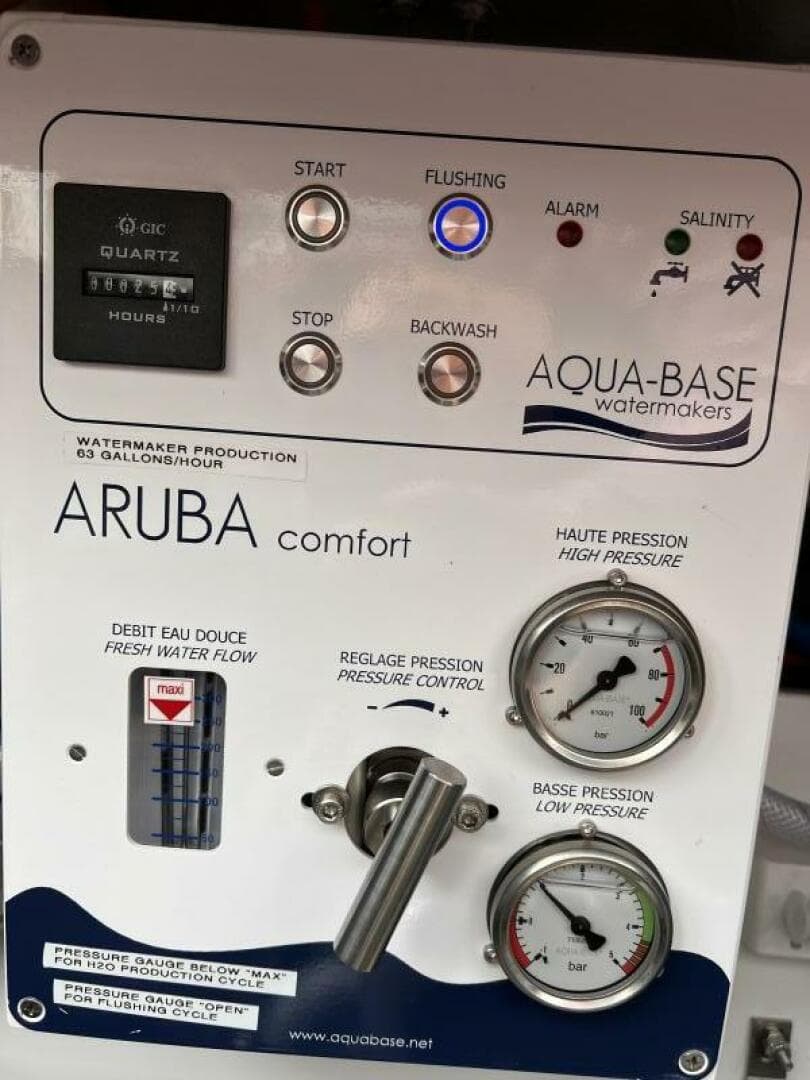 START
FLUSHING
ALARM
SALINITY
GIC
QUARTZ
HOURS
1/10
STOP
BACKWASH
AQUA-BASE
watermakers
WATERMAKER PRODUCTION
63 GALLONS/HOUR
ARUBA comfort
HAUTE PRESSION
HIGH PRESSURE
40 60
20 80
0 100
610021
bar
DEBIT EAU DOUCE
FRESH WATER FLOW
maxi
REGLAGE PRESSION
PRESSURE CONTROL
- +
BASSE PRESSION
LOW PRESSURE
bar
PRESSURE GAUGE BELOW "MAX"
FOR H2O PRODUCTION CYCLE
PRESSURE GAUGE "OPEN"
FOR FLUSHING CYCLE
www.aquabase.net